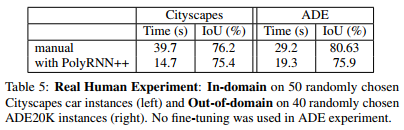 Cityscapes ADE
Time (s) IoU (%) Time (s) IoU (%)
manual 39.7 76.2 29.2 80.63
with PolyRNN++ 14.7 75.4 19.3 75.9
Table 5: Real Human Experiment: In-domain on 50 randomly chosen
Cityscapes car instances (left) and Out-of-domain on 40 randomly chosen
ADE20K instances (right). No fine-tuning was used in ADE experiment.